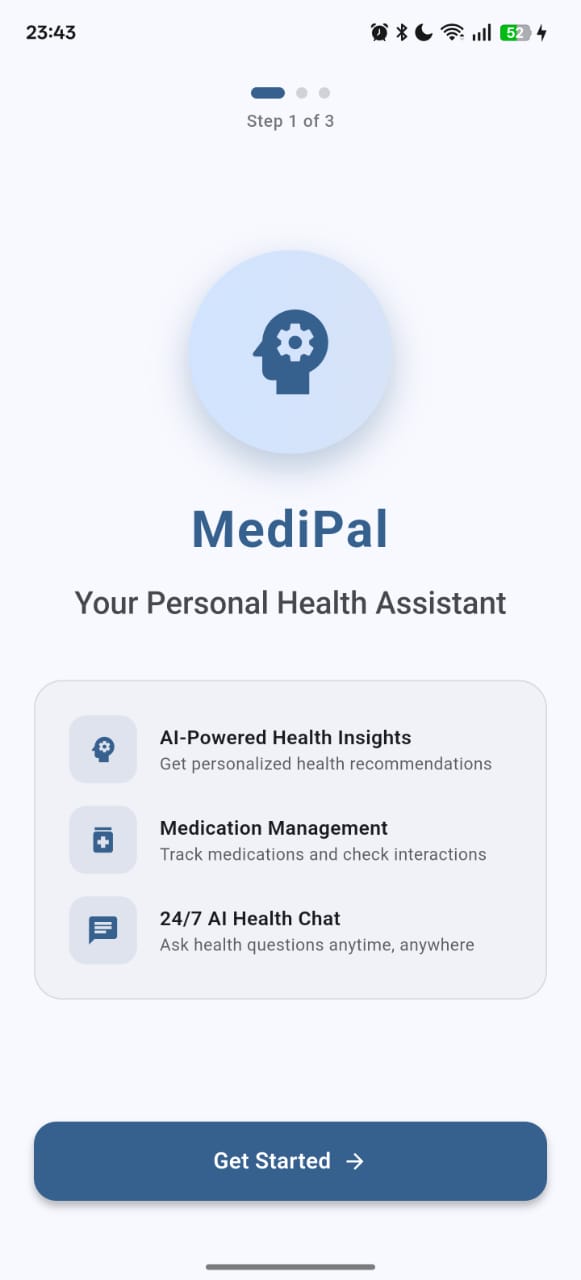 23:43
52
Step 1 of 3
MediPal
Your Personal Health Assistant
AI-Powered Health Insights
Get personalized health recommendations
Medication Management
Track medications and check interactions
24/7 AI Health Chat
Ask health questions anytime, anywhere
Get Started →